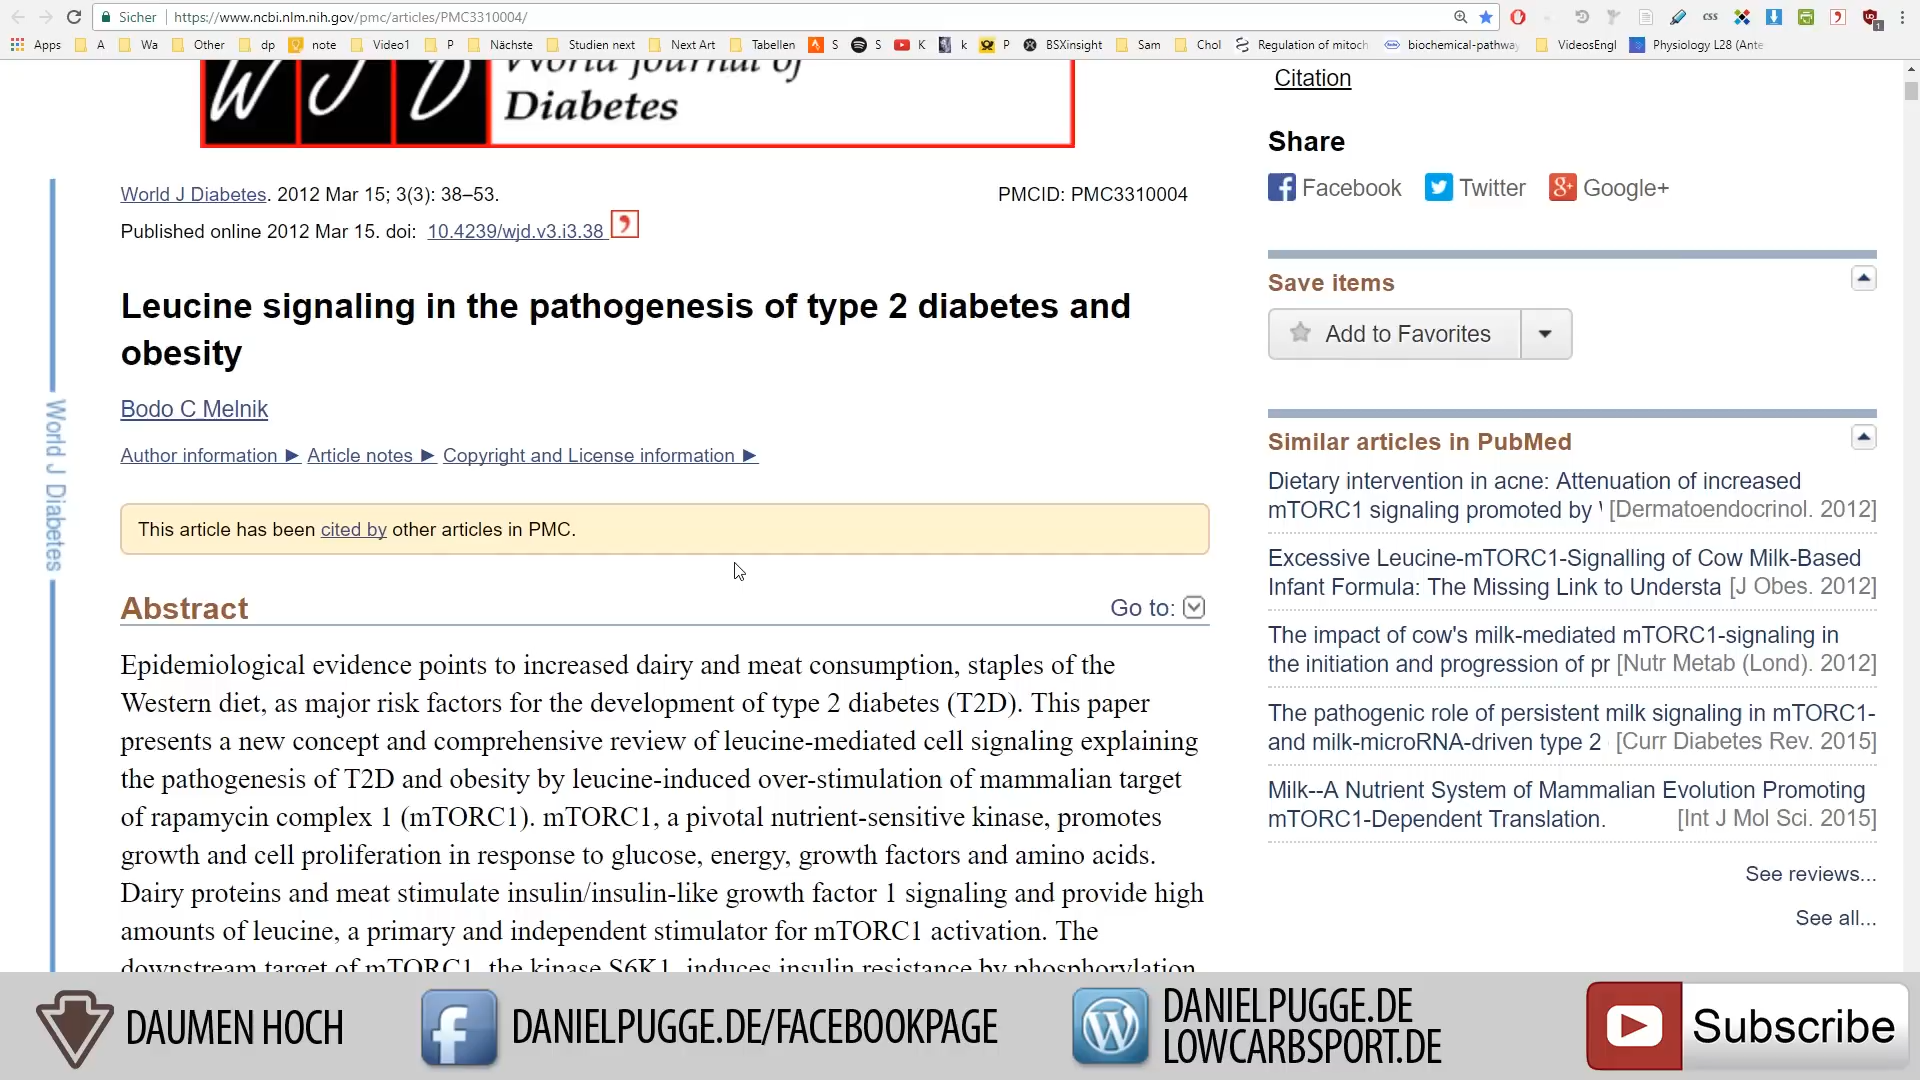 Sicher https://www.ncbi.nlm.nih.gov/pmc/articles/PMC3310004/
Apps A Wa Other dp note Video1 P Nächste Studien next Next Art Tabellen S S K k P BSXinsight Sam Chol Regulation of mitoch biochemical-pathway VideosEngl Physiology L28 (Ante
WJD World Journal of
Diabetes
Citation
Share
Facebook Twitter Google+
World J Diabetes. 2012 Mar 15; 3(3): 38–53. PMCID: PMC3310004
Published online 2012 Mar 15. doi: 10.4239/wjd.v3.i3.38
Leucine signaling in the pathogenesis of type 2 diabetes and
obesity
Bodo C Melnik
Author information ► Article notes ► Copyright and License information ►
This article has been cited by other articles in PMC.
World J Diabetes
Abstract Go to:
Epidemiological evidence points to increased dairy and meat consumption, staples of the
Western diet, as major risk factors for the development of type 2 diabetes (T2D). This paper
presents a new concept and comprehensive review of leucine-mediated cell signaling explaining
the pathogenesis of T2D and obesity by leucine-induced over-stimulation of mammalian target
of rapamycin complex 1 (mTORC1). mTORC1, a pivotal nutrient-sensitive kinase, promotes
growth and cell proliferation in response to glucose, energy, growth factors and amino acids.
Dairy proteins and meat stimulate insulin/insulin-like growth factor 1 signaling and provide high
amounts of leucine, a primary and independent stimulator for mTORC1 activation. The
downstream target of mTORC1, the kinase S6K1, induces insulin resistance by phosphorylation
Save items
Add to Favorites
Similar articles in PubMed
Dietary intervention in acne: Attenuation of increased
mTORC1 signaling promoted by [Dermatoendocrinol. 2012]
Excessive Leucine-mTORC1-Signalling of Cow Milk-Based
Infant Formula: The Missing Link to Understa [J Obes. 2012]
The impact of cow's milk-mediated mTORC1-signaling in
the initiation and progression of pr [Nutr Metab (Lond). 2012]
The pathogenic role of persistent milk signaling in mTORC1-
and milk-microRNA-driven type 2 [Curr Diabetes Rev. 2015]
Milk--A Nutrient System of Mammalian Evolution Promoting
mTORC1-Dependent Translation. [Int J Mol Sci. 2015]
See reviews...
See all...
DAUMEN HOCH
DANIELPUGGE.DE/FACEBOOKPAGE
DANIELPUGGE.DE
LOWCARBSPORT.DE
Subscribe